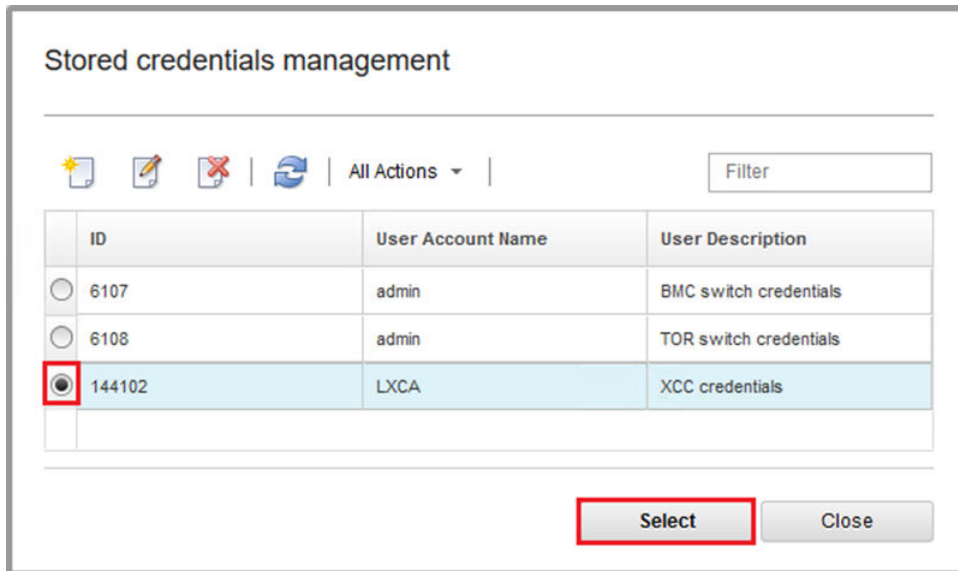 Stored credentials management
All Actions
Filter
ID User Account Name User Description
6107 admin BMC switch credentials
6108 admin TOR switch credentials
144102 LXCA XCC credentials
Select Close